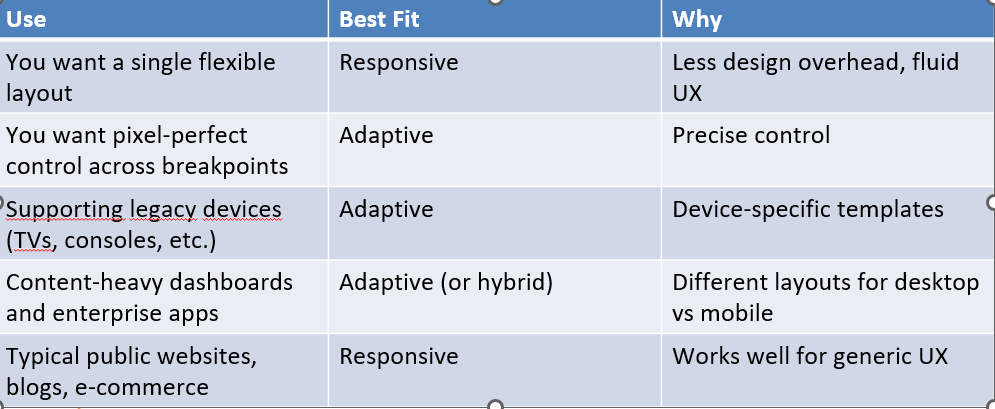 Use
Best Fit
Why
You want a single flexible
layout
Responsive
Less design overhead, fluid
UX
You want pixel-perfect
control across breakpoints
Adaptive
Precise control
Supporting legacy devices
(TVs, consoles, etc.)
Adaptive
Device-specific templates
Content-heavy dashboards
and enterprise apps
Adaptive (or hybrid)
Different layouts for desktop
vs mobile
Typical public websites,
blogs, e-commerce
Responsive
Works well for generic UX